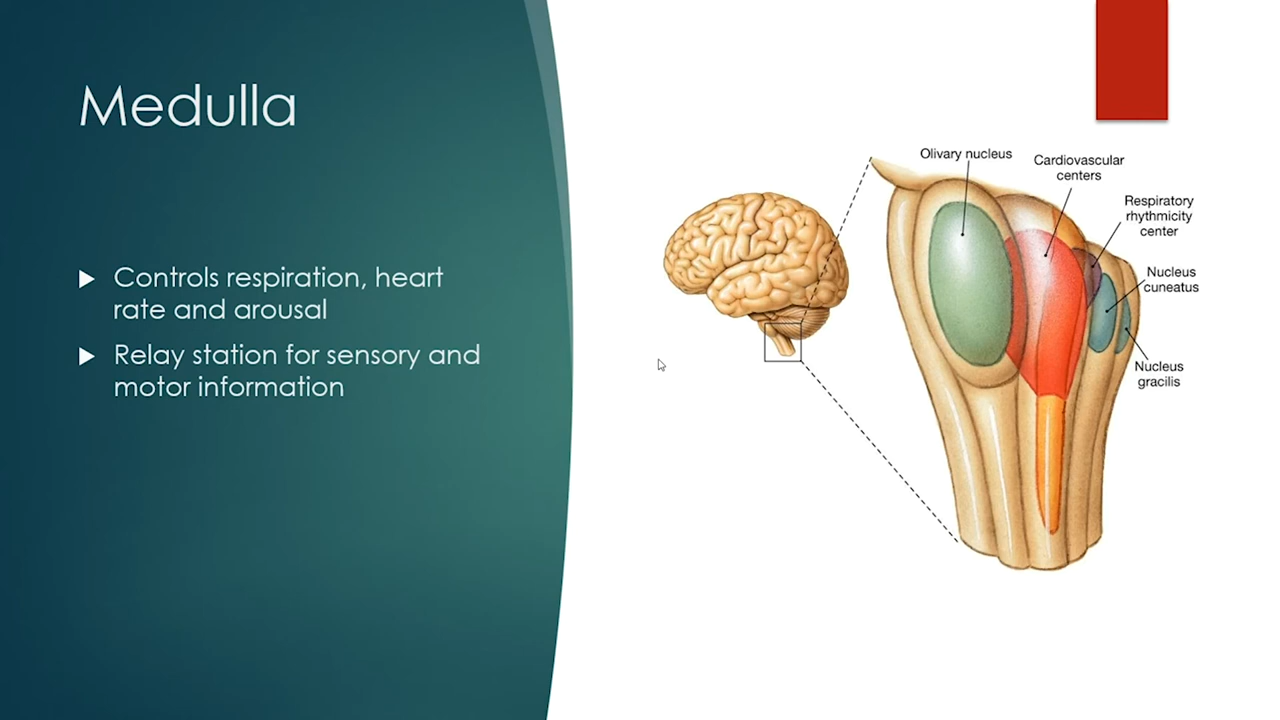 Medulla
Controls respiration, heart
rate and arousal
Relay station for sensory and
motor information
Olivary nucleus
Cardiovascular
centers
Respiratory
rhythmicity
center
Nucleus
cuneatus
Nucleus
gracilis